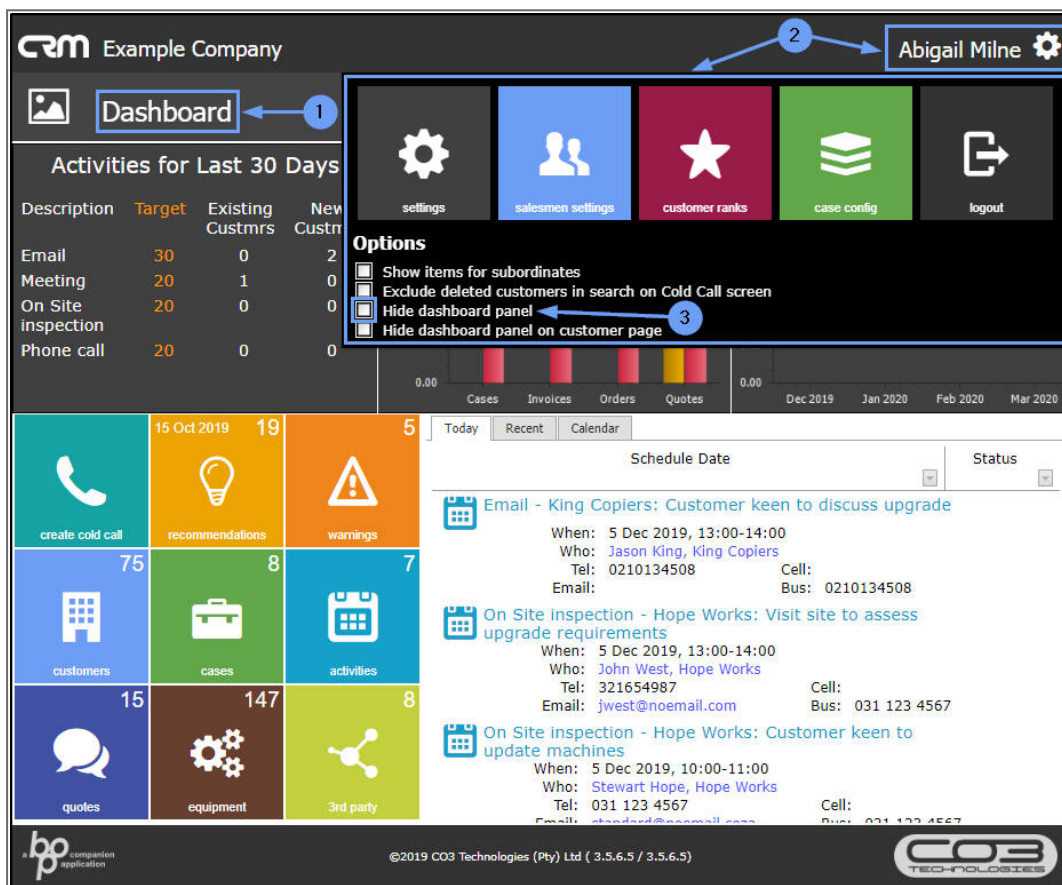 CRM Example Company
2
Abigail Milne
Dashboard
1
settings
salesmen settings
customer ranks
case config
logout
Options
Show items for subordinates
Exclude deleted customers in search on Cold Call screen
Hide dashboard panel
3
Hide dashboard panel on customer page
Activities for Last 30 Days
Description Target Existing Custmrs New
Email 30 0 2
Meeting 20 1 0
On Site inspection 20 0 0
Phone call 20 0 0
0.00
Cases Invoices Orders Quotes
0.00
Dec 2019 Jan 2020 Feb 2020 Mar 2020
create cold call
15 Oct 2019 19
recommendations
5
warnings
75
customers
8
cases
7
activities
15
quotes
147
equipment
8
3rd party
Today Recent Calendar
Schedule Date Status
Email - King Copiers: Customer keen to discuss upgrade
When: 5 Dec 2019, 13:00-14:00
Who: Jason King, King Copiers
Tel: 0210134508 Cell:
Email: Bus: 0210134508
On Site inspection - Hope Works: Visit site to assess
upgrade requirements
When: 5 Dec 2019, 13:00-14:00
Who: John West, Hope Works
Tel: 321654987 Cell:
Email: jwest@noemail.com Bus: 031 123 4567
On Site inspection - Hope Works: Customer keen to
update machines
When: 5 Dec 2019, 10:00-11:00
Who: Stewart Hope, Hope Works
Tel: 031 123 4567 Cell:
a bpo companion
application
©2019 CO3 Technologies (Pty) Ltd ( 3.5.6.5 / 3.5.6.5)
CO3
TECHNOLOGIES